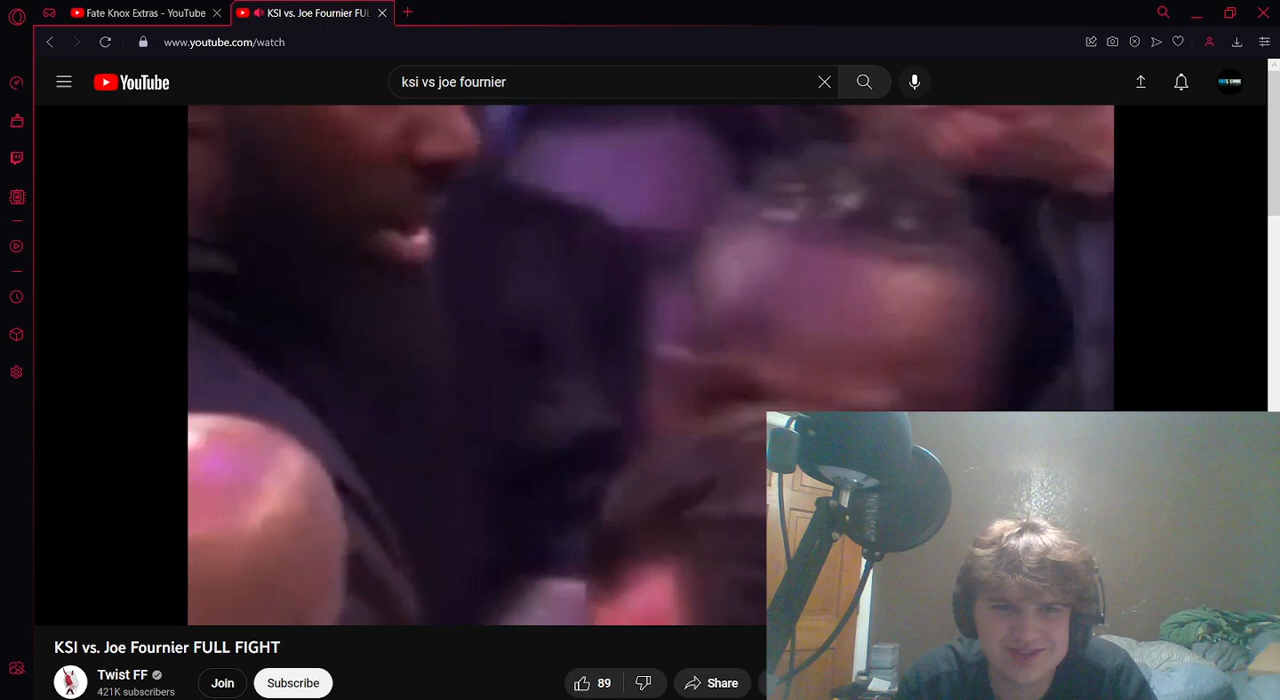 Fate Knox Extras - YouTube
KSI vs. Joe Fournier FUL
www.youtube.com/watch
YouTube
ksi vs joe fournier
KSI vs. Joe Fournier FULL FIGHT
Twist FF
421K subscribers
Join
Subscribe
89
Share